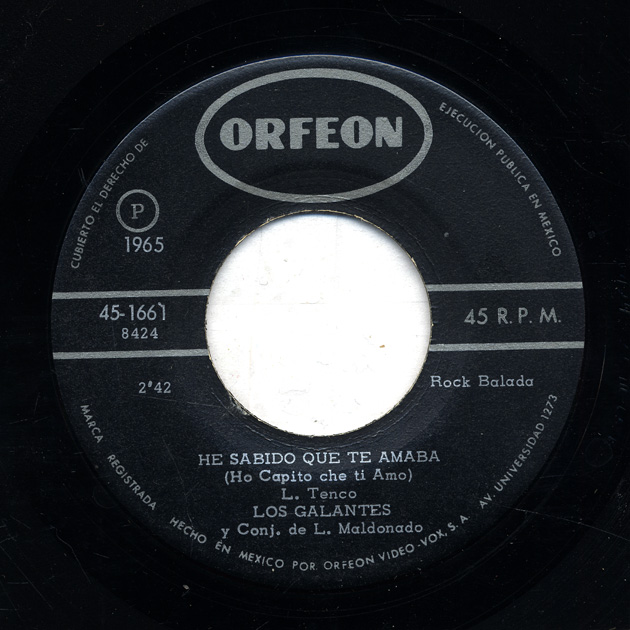 ORFEON
CUBIERTO EL DERECHO DE
EJECUCION PUBLICA EN MEXICO
P
1965
45-1661
8424
45 R. P. M.
2'42
Rock Balada
HE SABIDO QUE TE AMABA
(Ho Capito che ti Amo)
L. Tenco
LOS GALANTES
y Conj. de L. Maldonado
MARCA REGISTRADA HECHO EN MEXICO POR ORFEON VIDEO-VOX, S. A. AV. UNIVERSIDAD 1273